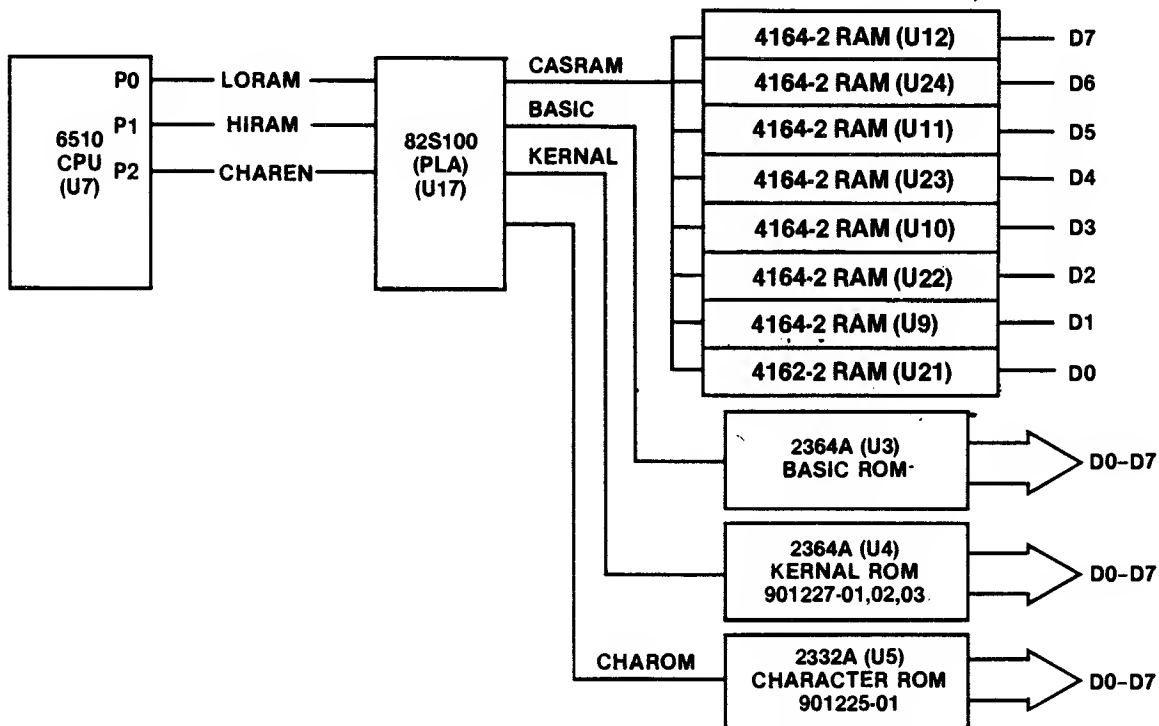 6510
CPU
(U7)
P0
P1
P2
LORAM
HIRAM
CHAREN
82S100
(PLA)
(U17)
CASRAM
BASIC
KERNAL
CHAROM
4164-2 RAM (U12)
D7
4164-2 RAM (U24)
D6
4164-2 RAM (U11)
D5
4164-2 RAM (U23)
D4
4164-2 RAM (U10)
D3
4164-2 RAM (U22)
D2
4164-2 RAM (U9)
D1
4162-2 RAM (U21)
D0
2364A (U3)
BASIC ROM
D0-D7
2364A (U4)
KERNAL ROM
901227-01,02,03
D0-D7
2332A (U5)
CHARACTER ROM
901225-01
D0-D7